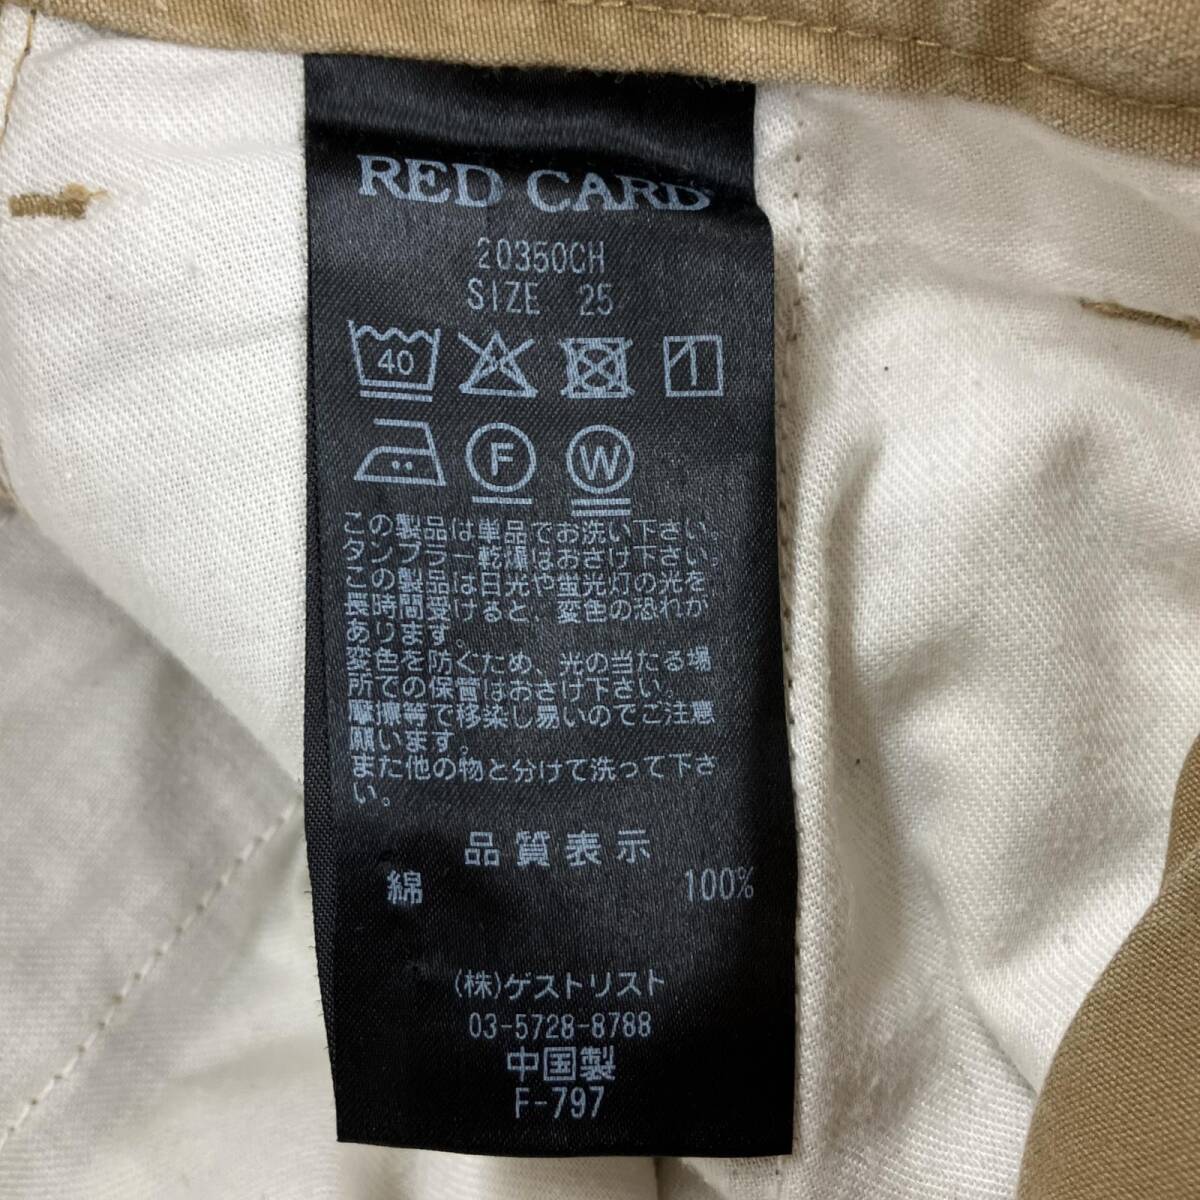 RED CARD
20350CH
SIZE 25
40
F
W
この製品は単品でお洗い下さい。
タンブラー乾燥はおさけ下さい。
この製品は日光や蛍光灯の光を
長時間受けると、変色の恐れが
あります。
変色を防ぐため、光の当たる場
所での保管はおさけ下さい。
摩擦等で移染し易いのでご注意
願います。
また他の物と分けて洗って下さ
い。
品質表示
綿 100%
(株)ゲストリスト
03-5728-8788
中国製
F-797